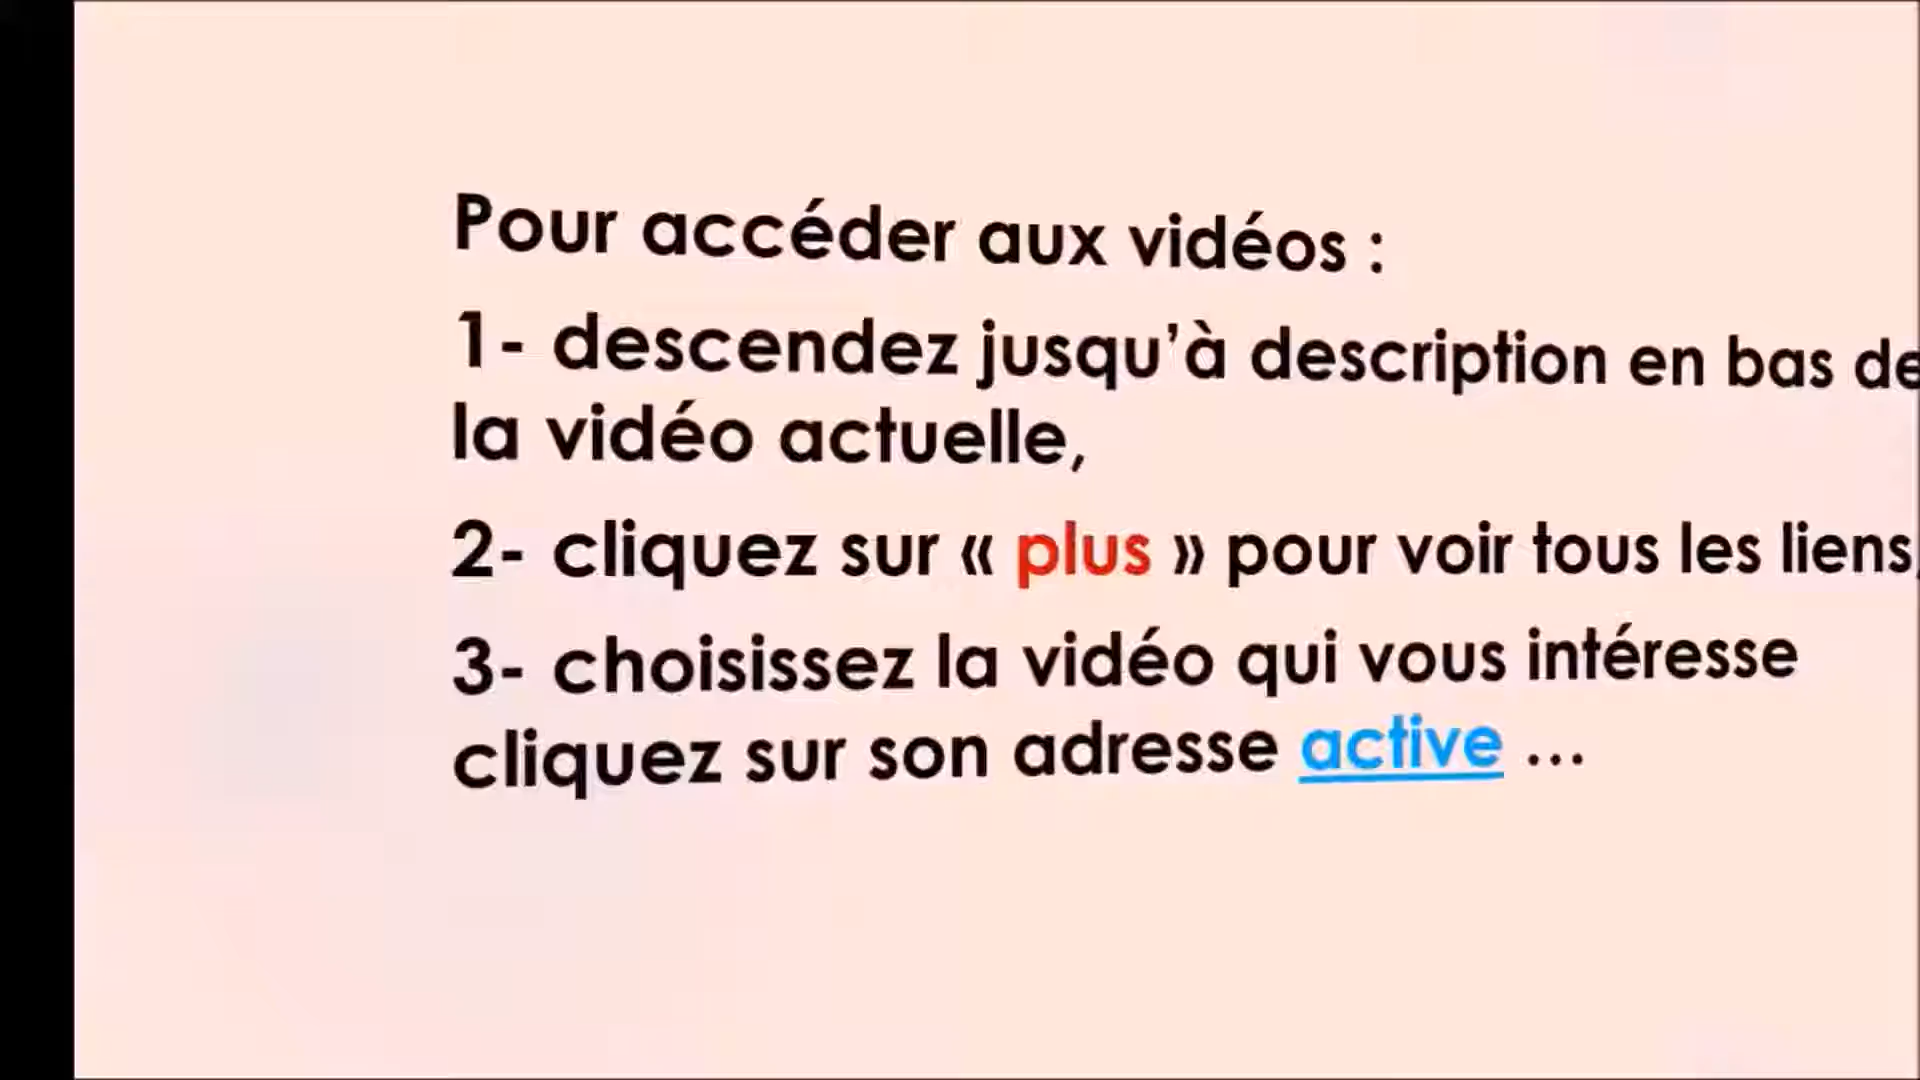 Pour accéder aux vidéos :
1- descendez jusqu'à description en bas de
la vidéo actuelle,
2- cliquez sur « plus » pour voir tous les liens,
3- choisissez la vidéo qui vous intéresse
cliquez sur son adresse active ...